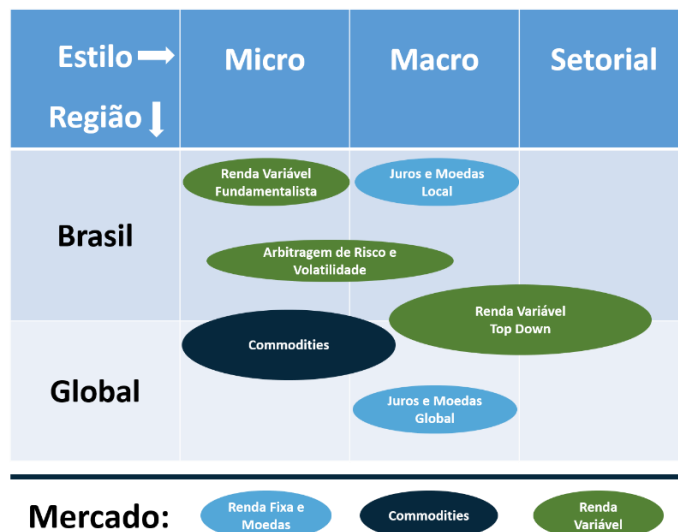 Estilo
Região
Micro
Macro
Setorial
Brasil
Renda Variável
Fundamentalista
Juros e Moedas
Local
Arbitragem de Risco e
Volatilidade
Renda Variável
Top Down
Commodities
Global
Juros e Moedas
Global
Mercado:
Renda Fixa e
Moedas
Commodities
Renda
Variável